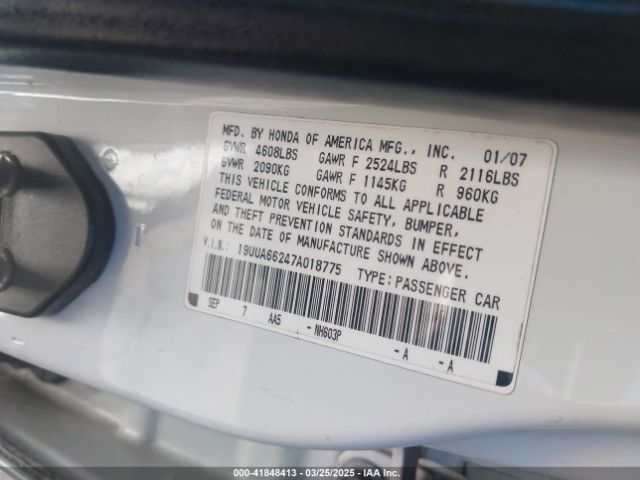 MFD. BY HONDA OF AMERICA MFG., INC. 01/07
GVWR 4608LBS GAWR F 2524LBS R 2116LBS
GVWR 2090KG GAWR F 1145KG R 960KG
THIS VEHICLE CONFORMS TO ALL APPLICABLE
FEDERAL MOTOR VEHICLE SAFETY, BUMPER,
AND THEFT PREVENTION STANDARDS IN EFFECT
ON THE DATE OF MANUFACTURE SHOWN ABOVE.
V.I.N.: 19UUA66247A018775 TYPE: PASSENGER CAR
SEP 7 AA5 - NH603P - A - A
000-41848413 — 03/25/2025 — IAA Inc.